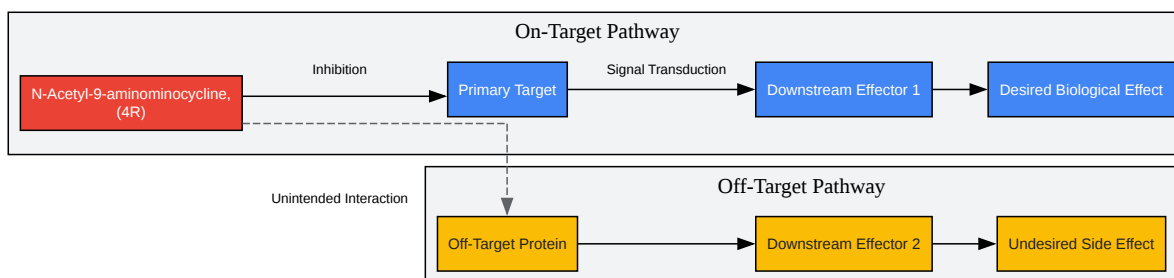 On-Target Pathway
N-Acetyl-9-aminominocycline,
(4R)
Inhibition
Primary Target
Signal Transduction
Downstream Effector 1
Desired Biological Effect
Off-Target Pathway
Unintended Interaction
Off-Target Protein
Downstream Effector 2
Undesired Side Effect